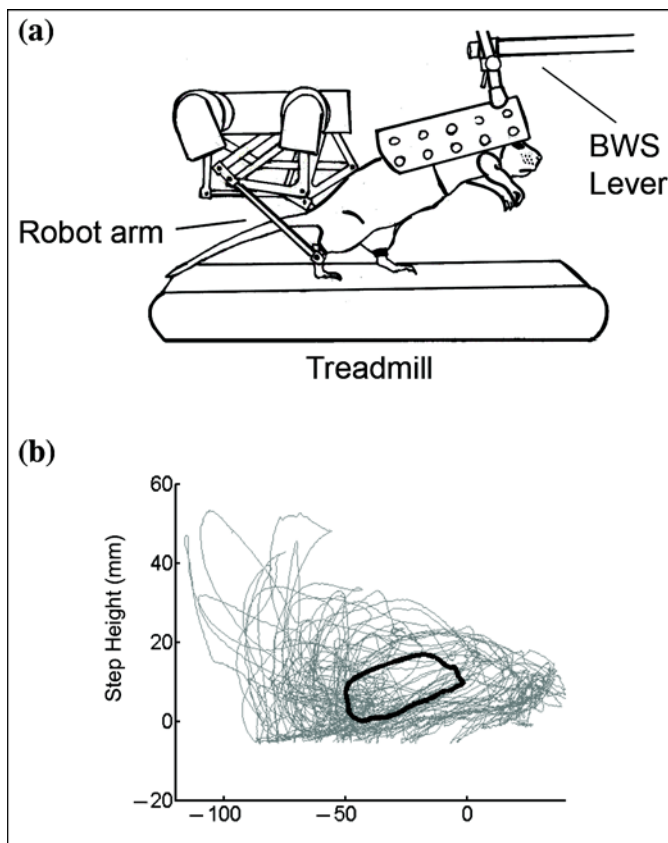 (a)
BWS
Lever
Robot arm
Treadmill
(b)
60
40
20
0
−20
Step Height (mm)
−100
−50
0